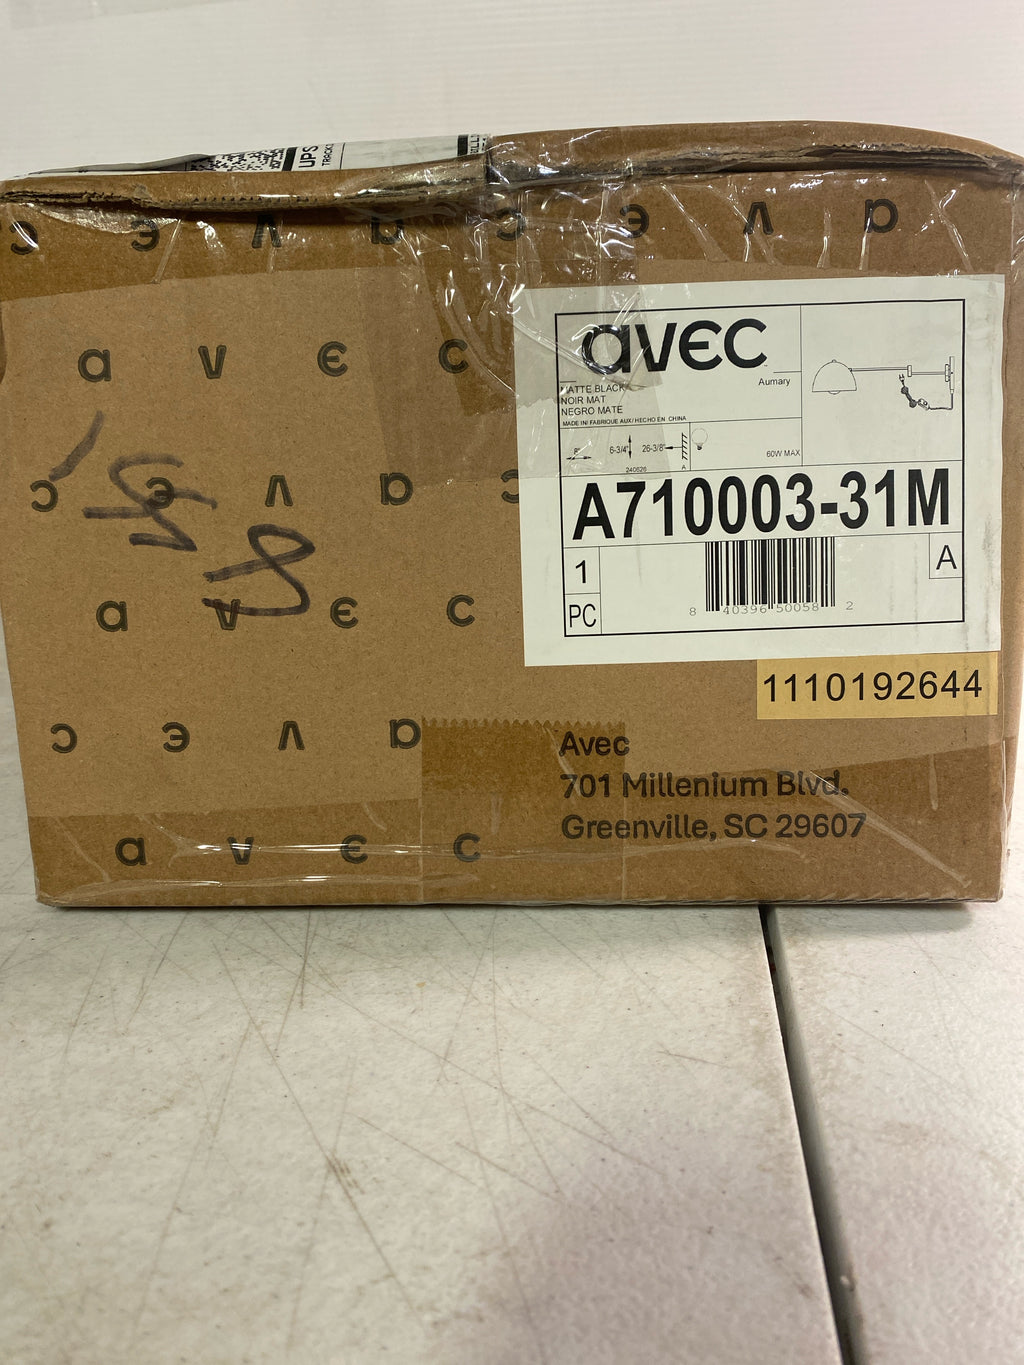 UPS
TRACK
c є v a c є v a
a v є c
avec
Aumary
MATTE BLACK
NOIR MAT
NEGRO MATE
MADE IN/ FABRIQUE AUX/ HECHO EN CHINA
8" 6-3/4" 26-3/8"
240626 A
60W MAX
c є v a c
A710003-31M
1
PC
A
8 40396 50058 2
a v є c
1110192644
c є v a
Avec
701 Millenium Blvd.
Greenville, SC 29607
a v є c